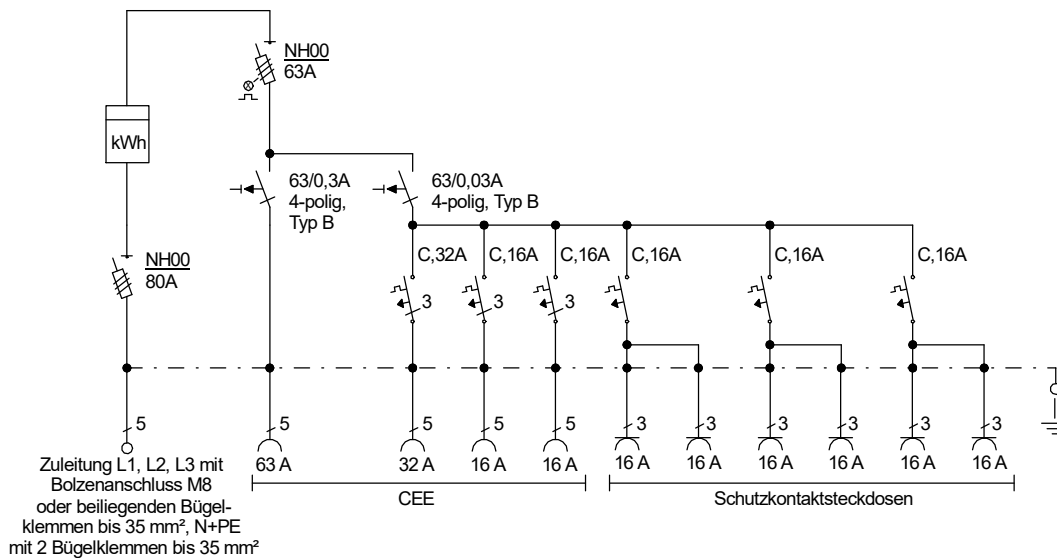 NH00
63A
kWh
63/0,3A
4-polig,
Typ B
63/0,03A
4-polig, Typ B
NH00
80A
C,32A
C,16A
C,16A
C,16A
C,16A
C,16A
3
3
3
5
5
5
5
5
3
3
3
3
3
3
63 A
32 A
16 A
16 A
16 A
16 A
16 A
16 A
16 A
16 A
CEE
Schutzkontaktsteckdosen
Zuleitung L1, L2, L3 mit
Bolzenanschluss M8
oder beiliegenden Bügel-
klemmen bis 35 mm², N+PE
mit 2 Bügelklemmen bis 35 mm²